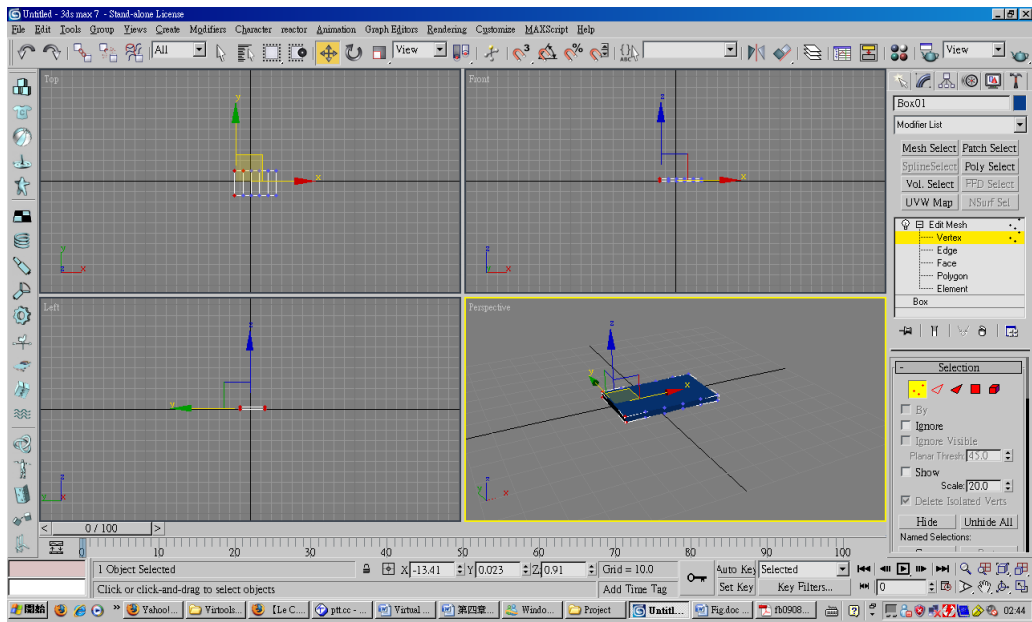 Untitled - 3ds max 7 - Stand-alone License
File Edit Tools Group Views Create Modifiers Character reactor Animation Graph Editors Rendering Customize MAXScript Help
All View View
Top
y
x
z
x
y
Front
z
x
z
x
Left
z
y
z
y
Perspective
z
y
x
z
x
Box01
Modifier List
Mesh Select Patch Select
SplineSelect Poly Select
Vol. Select FFD Select
UVW Map NSurf Sel
Edit Mesh
Vertex
Edge
Face
Polygon
Element
Box
- Selection
By
Ignore
Ignore Visible
Planar Thresh: 45.0
Show
Scale: 20.0
Delete Isolated Verts
Hide Unhide All
Named Selections:
< 0 / 100 >
0 10 20 30 40 50 60 70 80 90 100
1 Object Selected X -13.41 Y 0.023 Z 0.91 Grid = 10.0 Auto Key Selected
Click or click-and-drag to select objects Add Time Tag Set Key Key Filters... 0
開始 Yahoo!... Virtools... 【Le C... ptt.cc - ... Virtual ... 第四章... Windo... Project Untitl... Fig.doc ... fb0908... 02:44